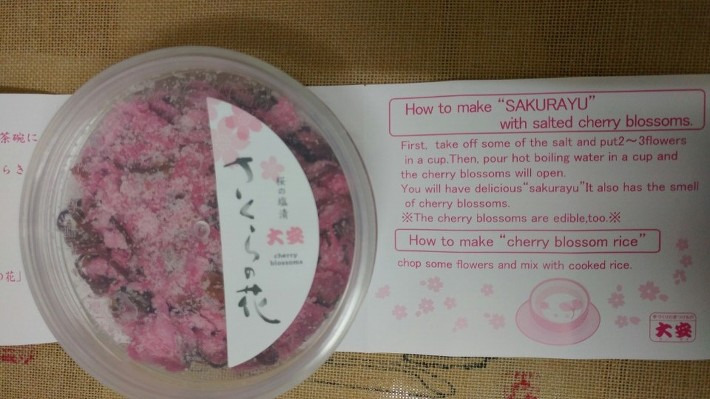 茶碗に
さくらの花
桜の塩漬
大安
cherry
blossoms
How to make “SAKURAYU”
with salted cherry blossoms.
First, take off some of the salt and put2～3flowers
in a cup.Then, pour hot boiling water in a cup and
the cherry blossoms will open.
You will have delicious“sakurayu”It also has the smell
of cherry blossoms.
※The cherry blossoms are edible,too.※
How to make “cherry blossom rice”
chop some flowers and mix with cooked rice.
大安